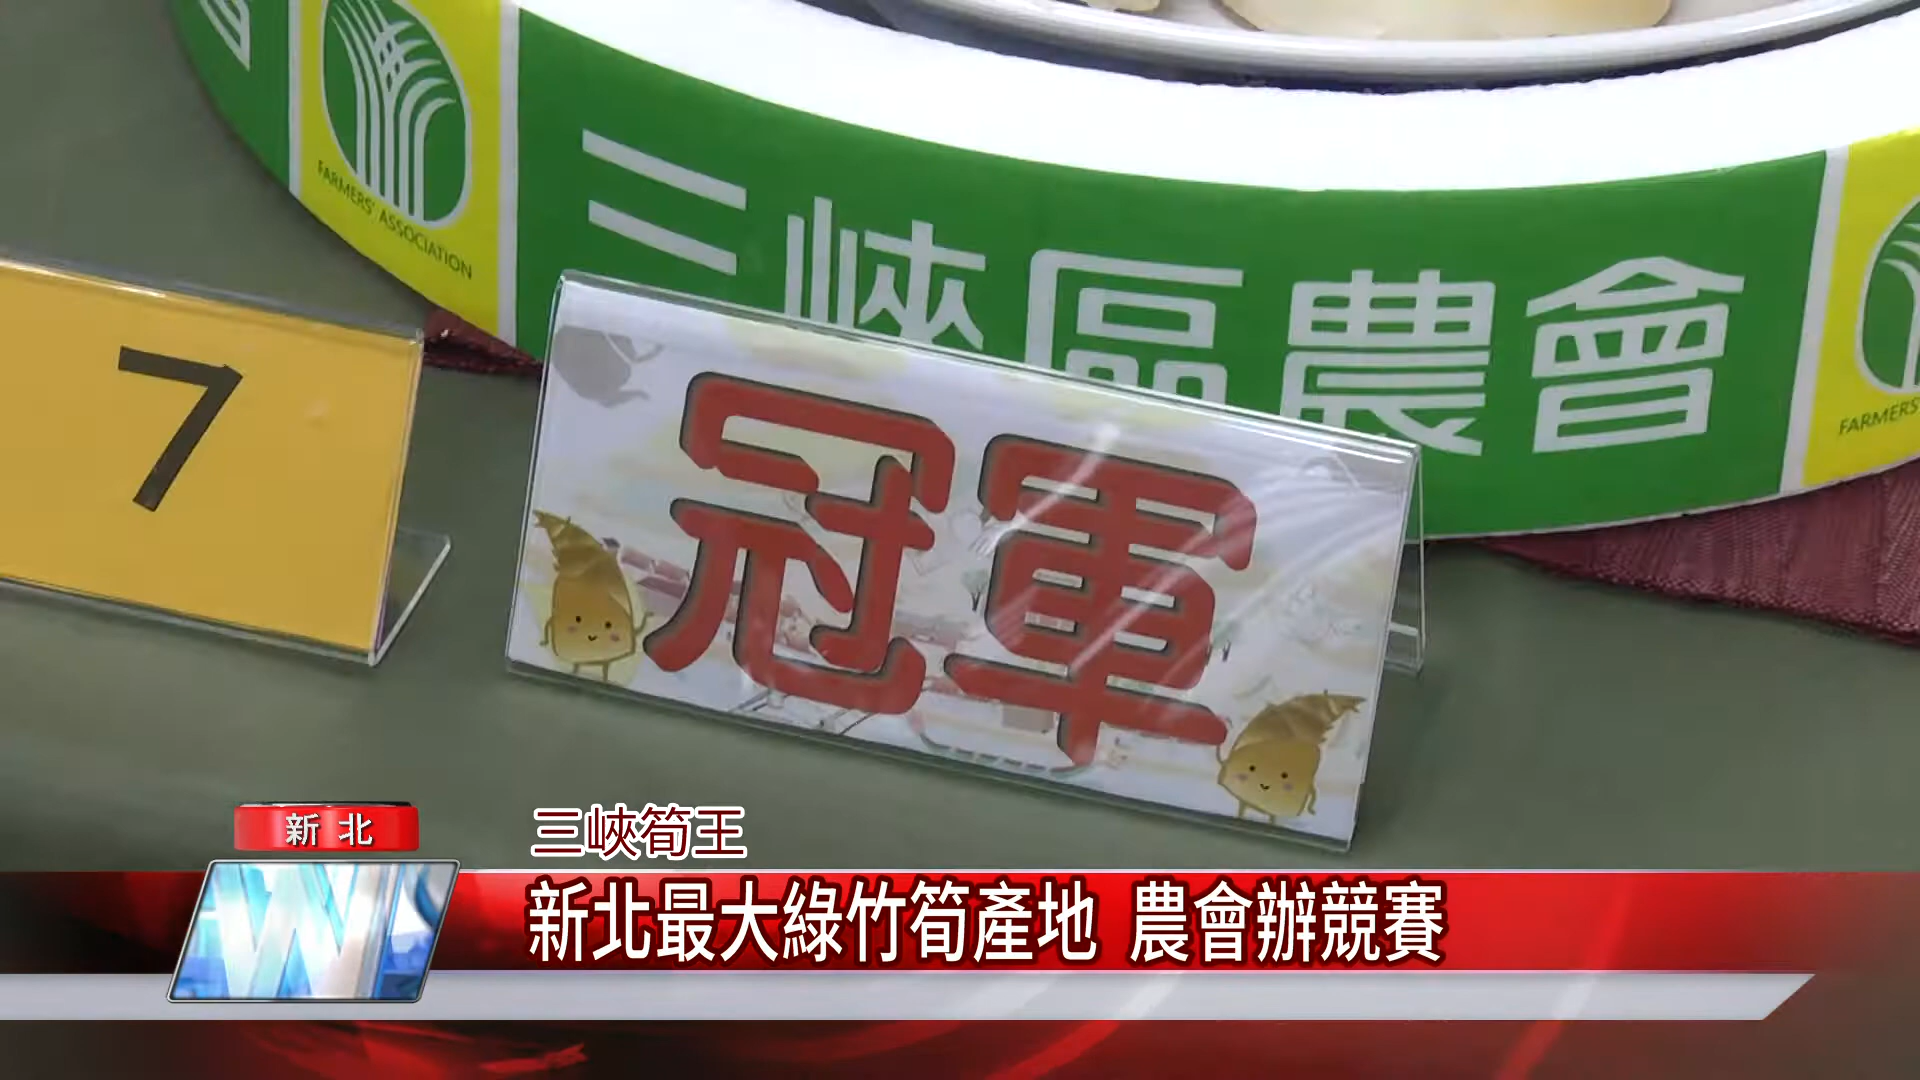 會
FARMERS' ASSOCIATION
三峽區農會
FARMERS'
7
冠軍
新北
三峽筍王
新北最大綠竹筍產地 農會辦競賽